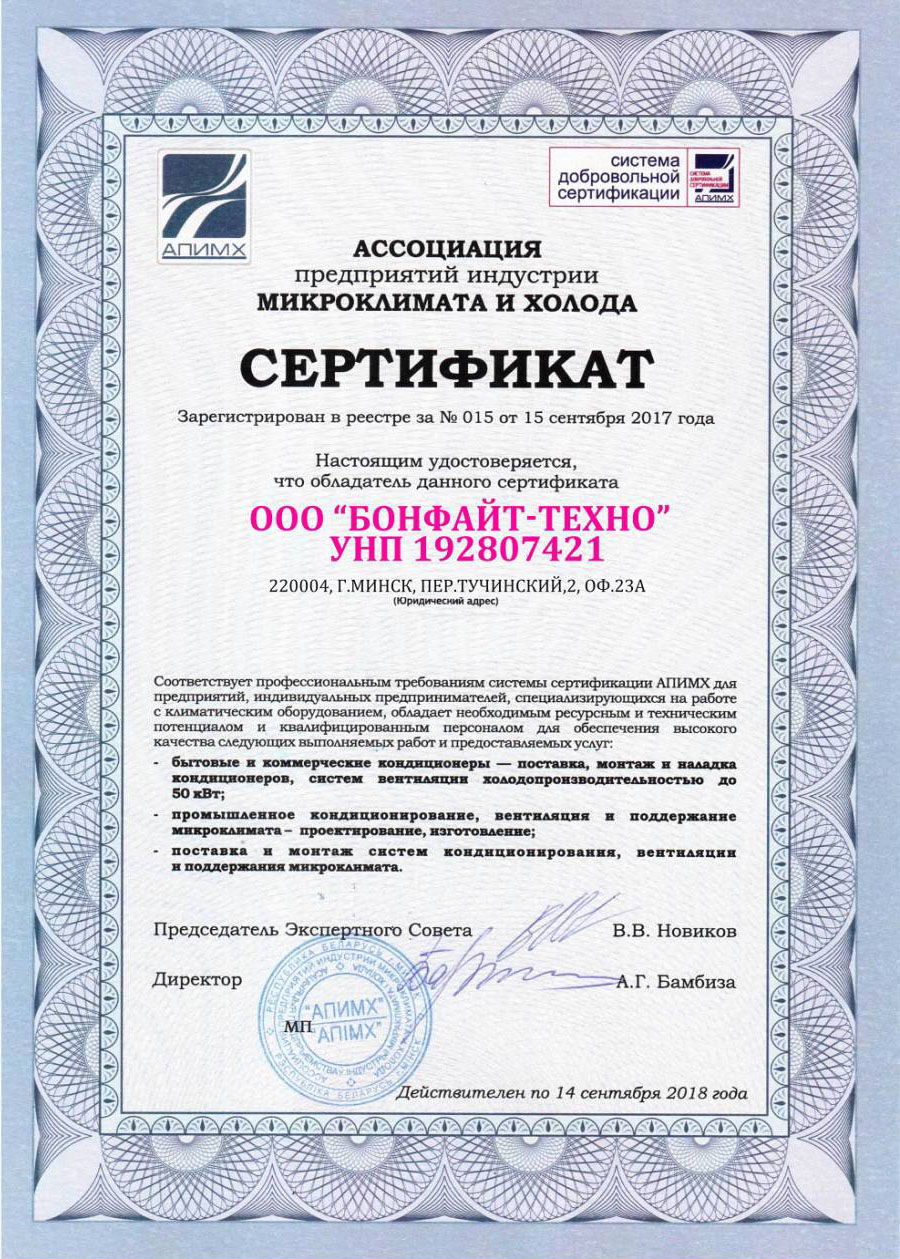 АПИМХ
система
добровольной
сертификации
СИСТЕМА
ДОБРОВОЛЬНОЙ
СЕРТИФИКАЦИИ
АПИМХ
АССОЦИАЦИЯ
предприятий индустрии
МИКРОКЛИМАТА И ХОЛОДА
СЕРТИФИКАТ
Зарегистрирован в реестре за № 015 от 15 сентября 2017 года
Настоящим удостоверяется,
что обладатель данного сертификата
ООО “БОНФАЙТ-ТЕХНО”
УНП 192807421
220004, Г.МИНСК, ПЕР.ТУЧИНСКИЙ,2, ОФ.23А
(Юридический адрес)
Соответствует профессиональным требованиям системы сертификации АПИМХ для
предприятий, индивидуальных предпринимателей, специализирующихся на работе
с климатическим оборудованием, обладает необходимым ресурсным и техническим
потенциалом и квалифицированным персоналом для обеспечения высокого
качества следующих выполняемых работ и предоставляемых услуг:
- бытовые и коммерческие кондиционеры — поставка, монтаж и наладка
кондиционеров, систем вентиляции холодопроизводительностью до
50 кВт;
- промышленное кондиционирование, вентиляция и поддержание
микроклимата – проектирование, изготовление;
- поставка и монтаж систем кондиционирования, вентиляции
и поддержания микроклимата.
Председатель Экспертного Совета В.В. Новиков
Директор А.Г. Бамбиза
МП
РЕСПУБЛИКА БЕЛАРУСЬ г. МИНСК
"АПИМХ"
"АПІМХ"
РЭСПУБЛІКА БЕЛАРУСЬ г. МІНСК
Действителен по 14 сентября 2018 года